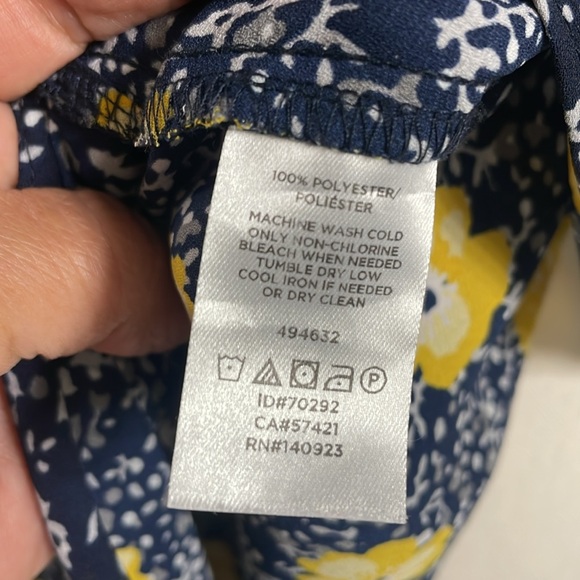 100% POLYESTER/
POLIÉSTER
MACHINE WASH COLD
ONLY NON-CHLORINE
BLEACH WHEN NEEDED
TUMBLE DRY LOW
COOL IRON IF NEEDED
OR DRY CLEAN
494632
P
ID#70292
CA#57421
RN#140923